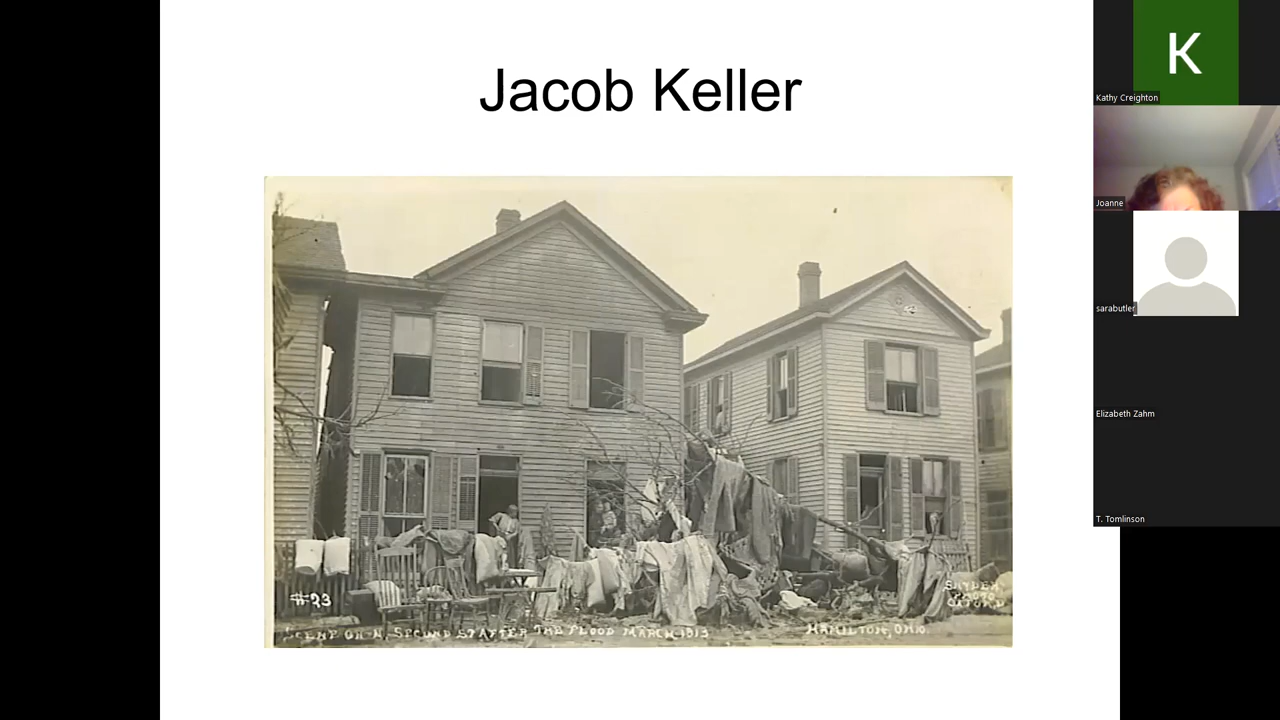 Jacob Keller
#23
SCENE ON N. SECOND ST AFTER THE FLOOD MARCH 1913
HAMILTON, OHIO.
SNYDER
PHOTO
K
Kathy Creighton
Joanne
sarabutler
Elizabeth Zahm
T. Tomlinson